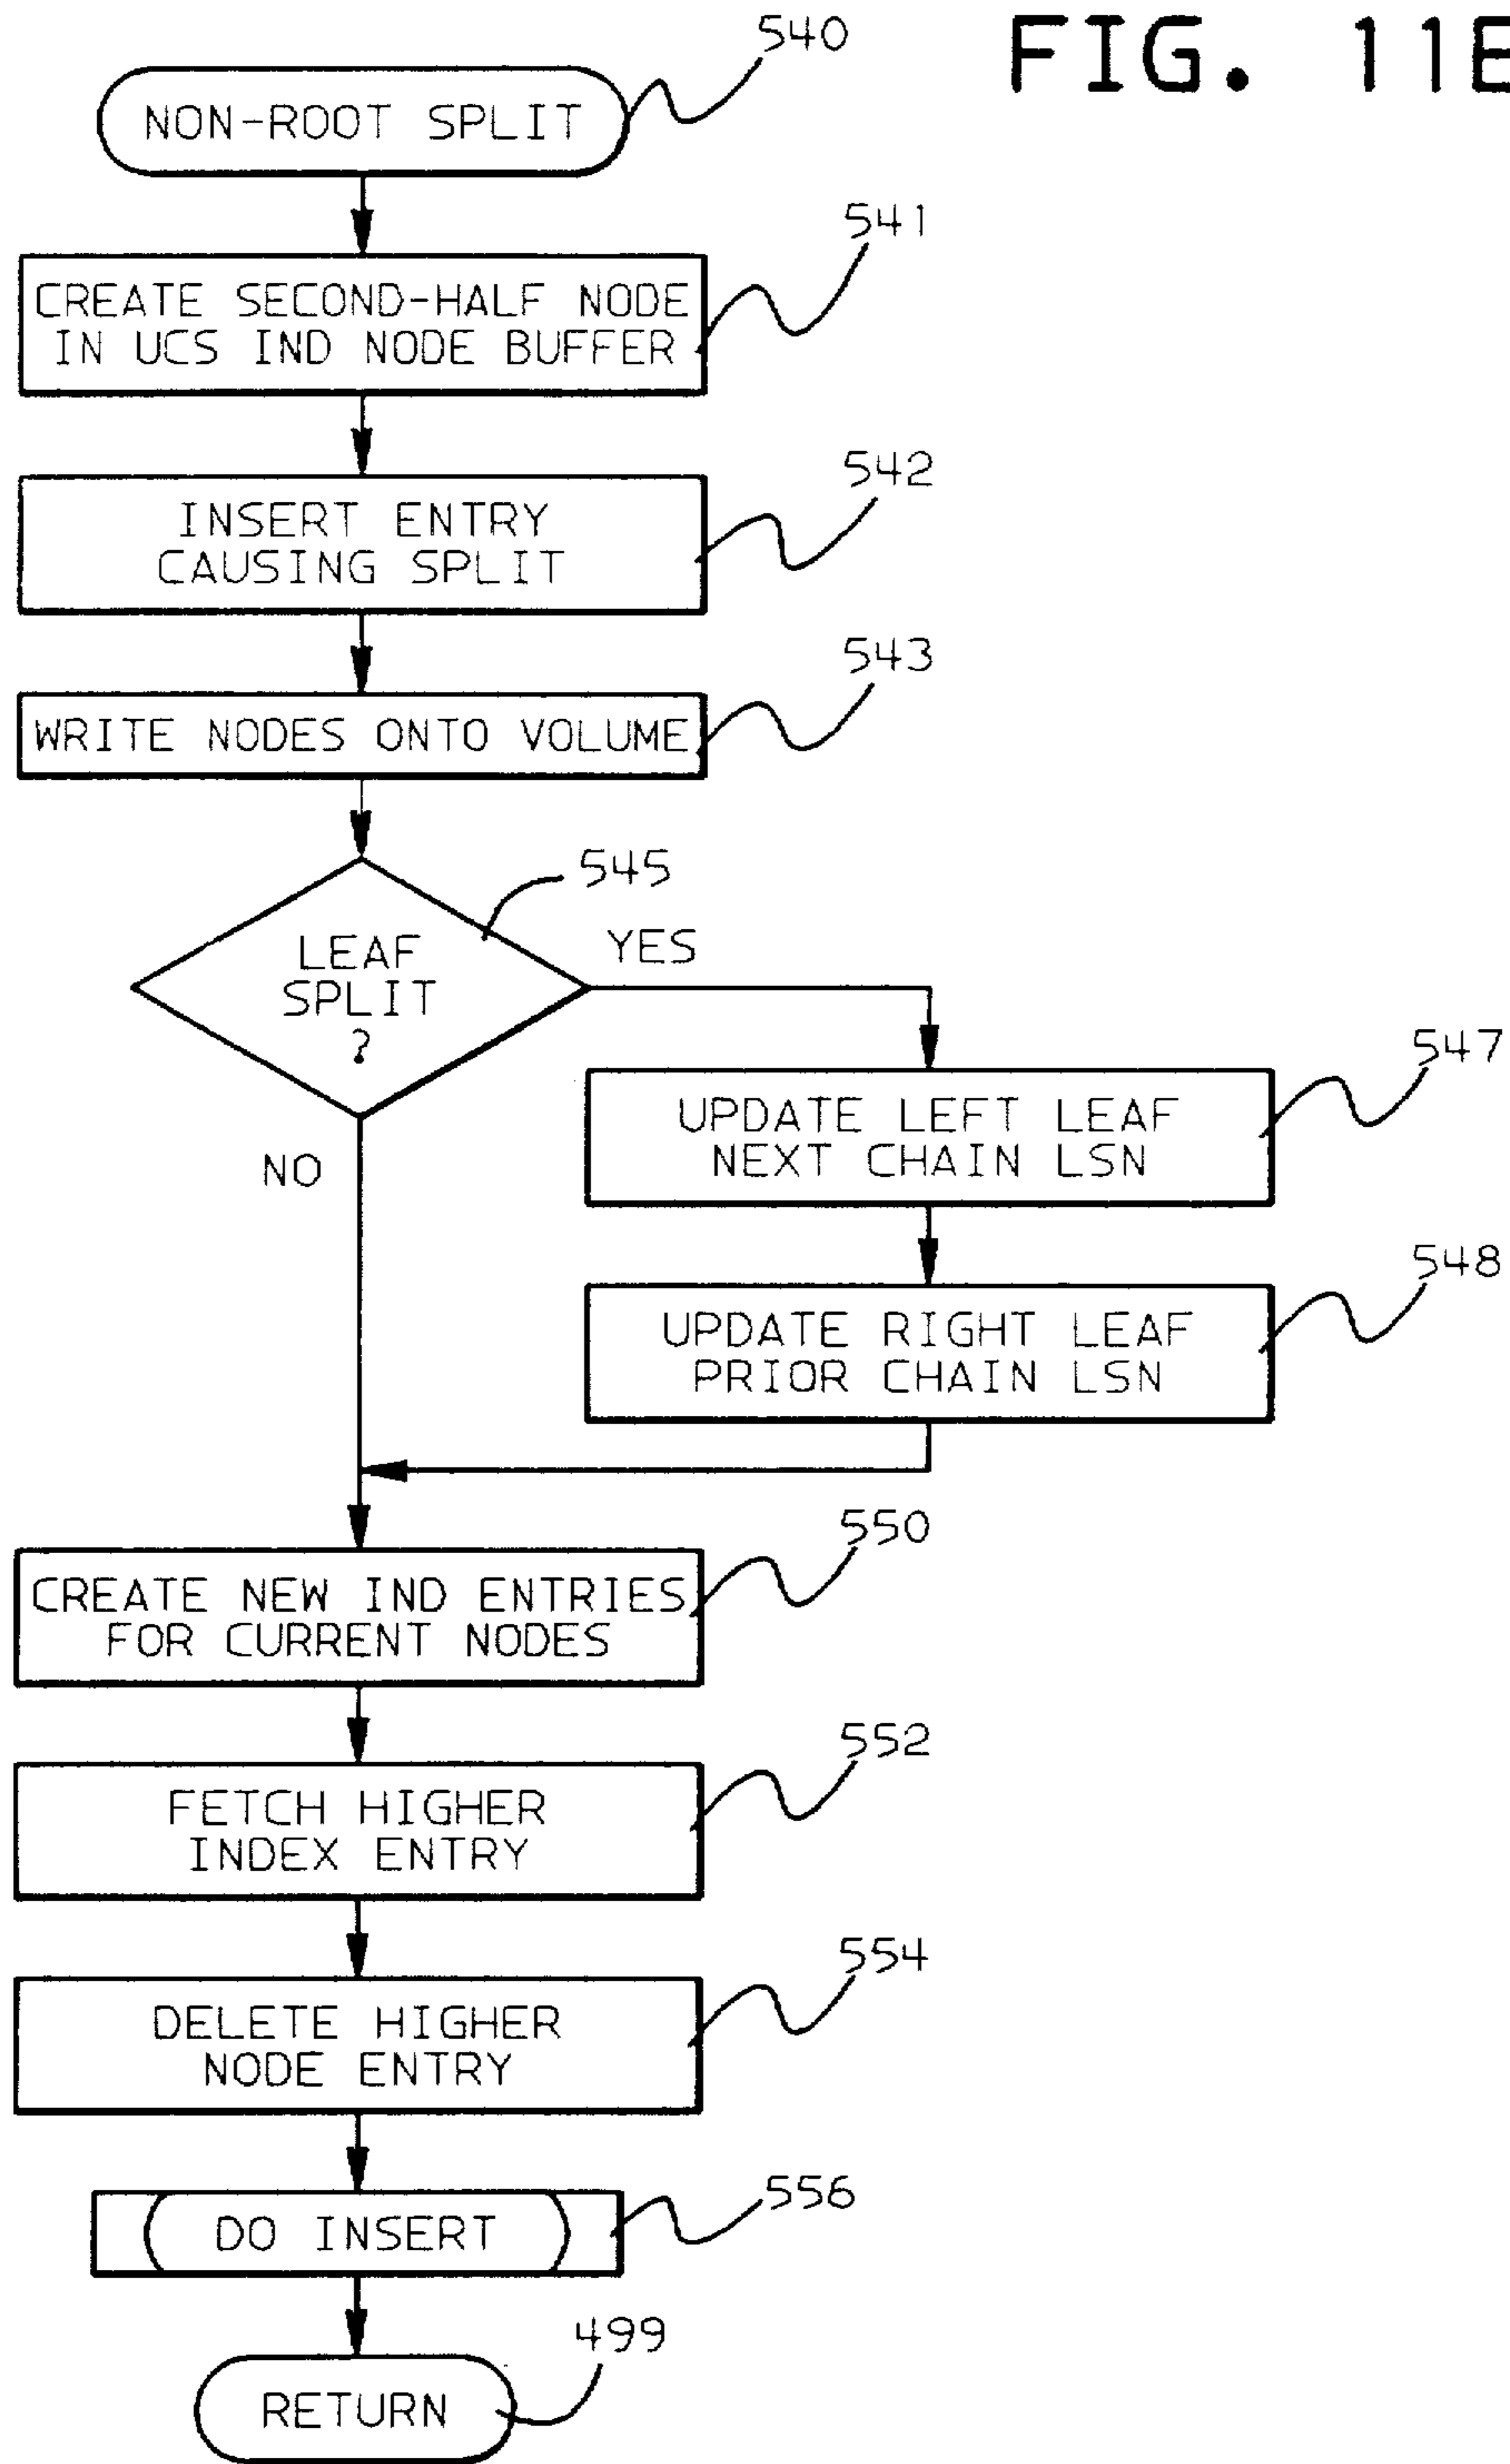 FIG. 11E
540
NON-ROOT SPLIT
541
CREATE SECOND-HALF NODE
IN UCS IND NODE BUFFER
542
INSERT ENTRY
CAUSING SPLIT
543
WRITE NODES ONTO VOLUME
545
LEAF
SPLIT
?
YES
NO
547
UPDATE LEFT LEAF
NEXT CHAIN LSN
548
UPDATE RIGHT LEAF
PRIOR CHAIN LSN
550
CREATE NEW IND ENTRIES
FOR CURRENT NODES
552
FETCH HIGHER
INDEX ENTRY
554
DELETE HIGHER
NODE ENTRY
556
DO INSERT
499
RETURN